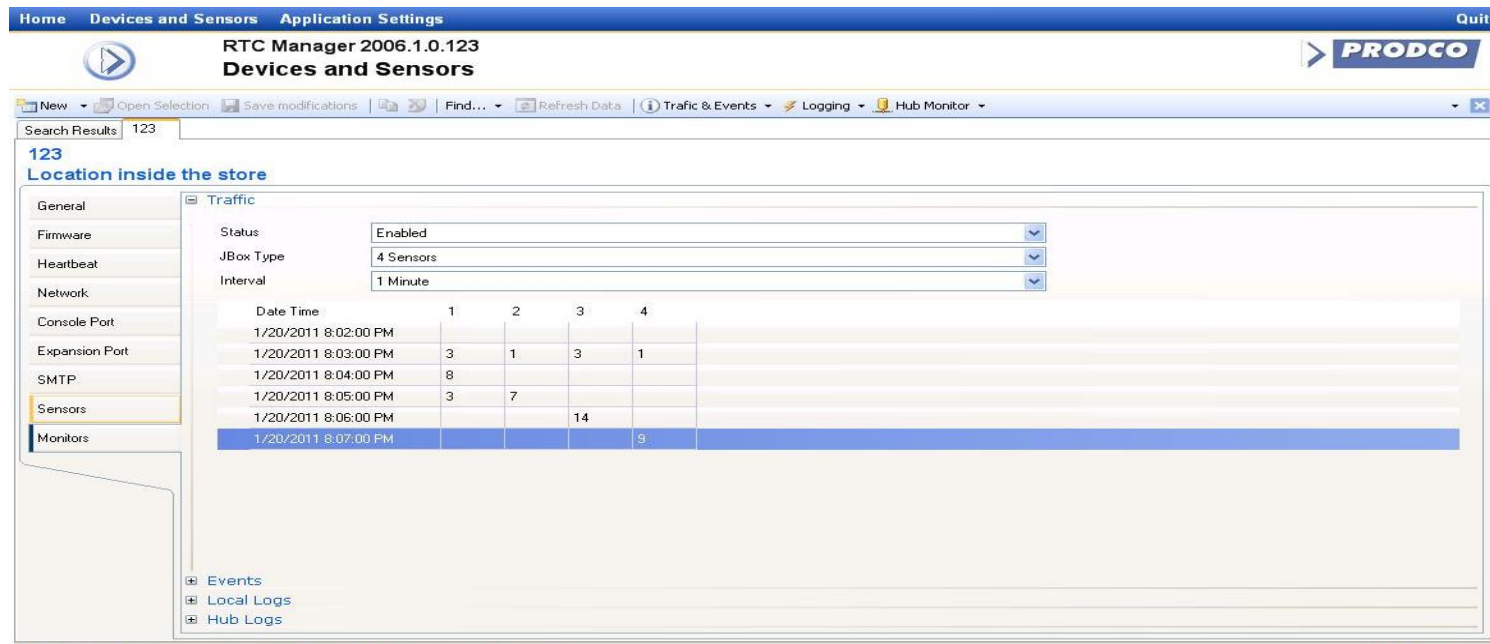 Home Devices and Sensors Application Settings Quit
RTC Manager 2006.1.0.123
Devices and Sensors
PRODCO
New Open Selection Save modifications Find... Refresh Data Trafic & Events Logging Hub Monitor
Search Results 123
123
Location inside the store
General
Firmware
Heartbeat
Network
Console Port
Expansion Port
SMTP
Sensors
Monitors
Traffic
Status Enabled
JBox Type 4 Sensors
Interval 1 Minute
Date Time 1 2 3 4
1/20/2011 8:02:00 PM
1/20/2011 8:03:00 PM 3 1 3 1
1/20/2011 8:04:00 PM 8
1/20/2011 8:05:00 PM 3 7
1/20/2011 8:06:00 PM 14
1/20/2011 8:07:00 PM 9
Events
Local Logs
Hub Logs